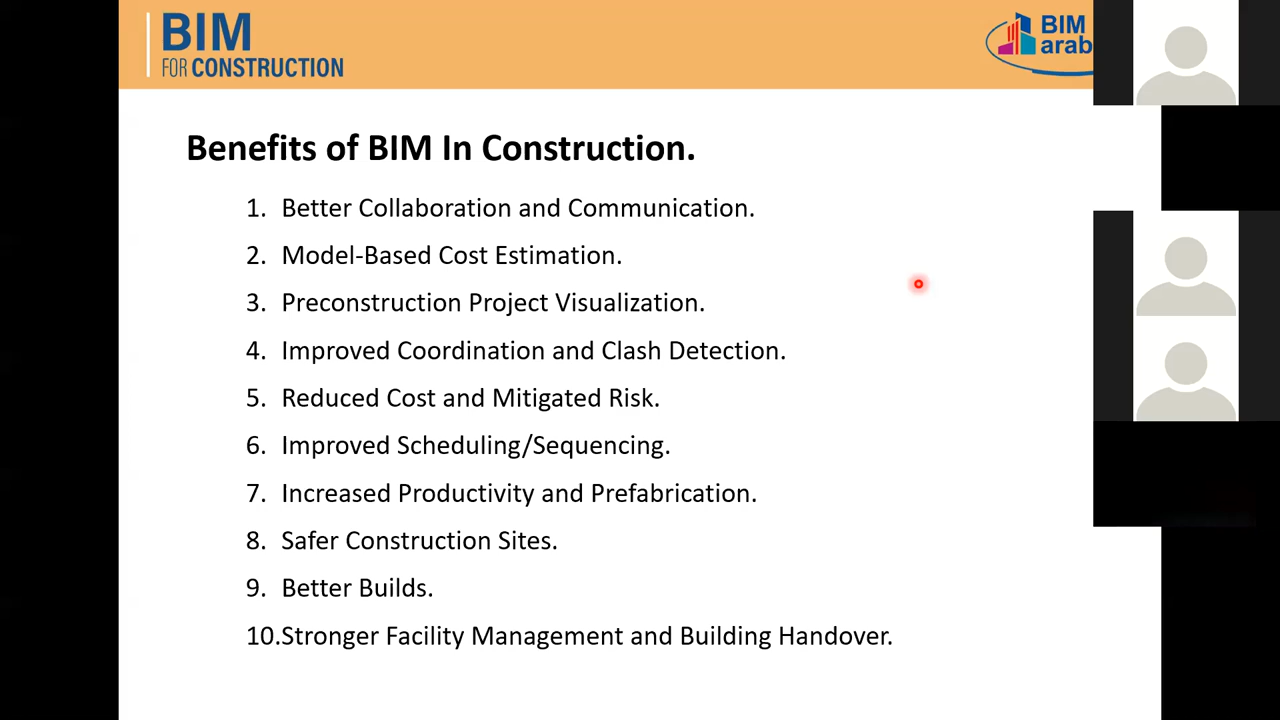 BIM
FOR CONSTRUCTION
BIM
arab
Benefits of BIM In Construction.
1. Better Collaboration and Communication.
2. Model-Based Cost Estimation.
3. Preconstruction Project Visualization.
4. Improved Coordination and Clash Detection.
5. Reduced Cost and Mitigated Risk.
6. Improved Scheduling/Sequencing.
7. Increased Productivity and Prefabrication.
8. Safer Construction Sites.
9. Better Builds.
10.Stronger Facility Management and Building Handover.